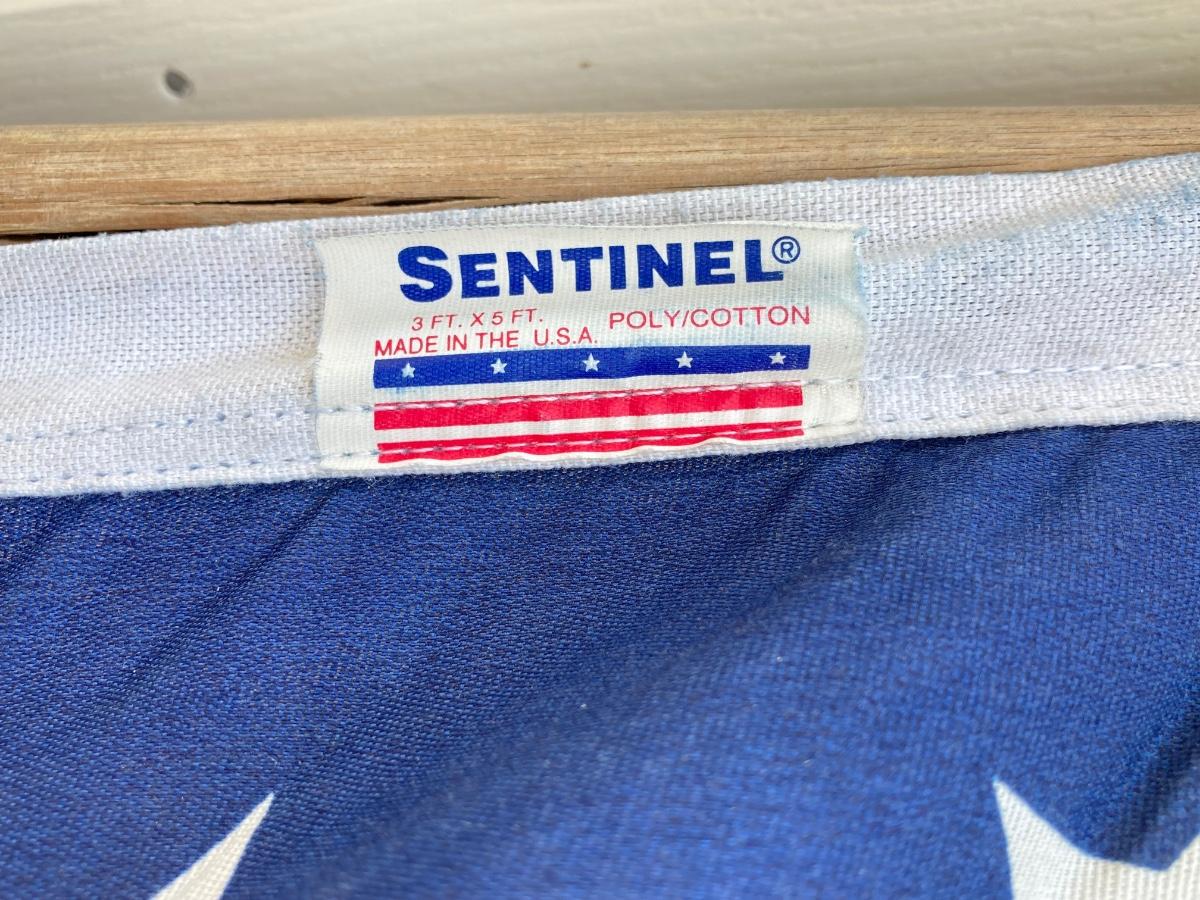 SENTINEL®
3 FT. X 5 FT. POLY/COTTON
MADE IN THE U.S.A.